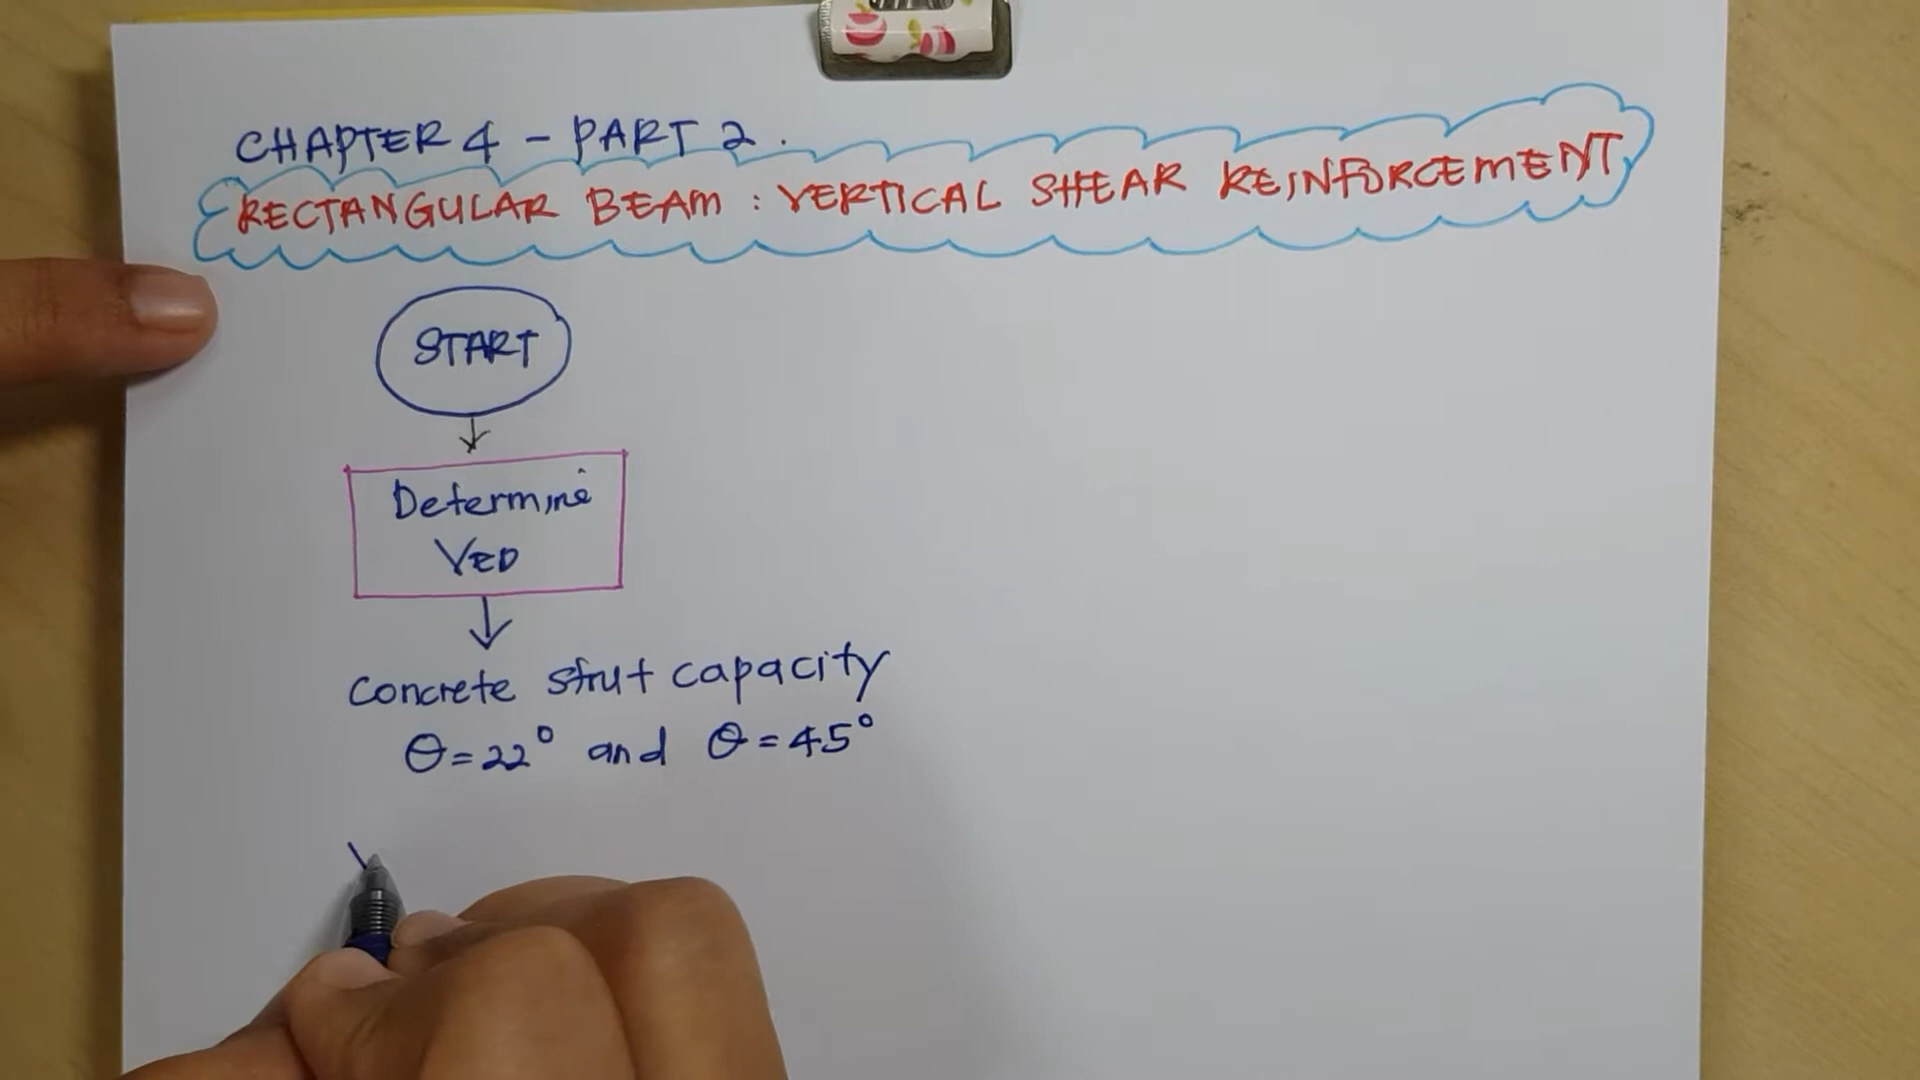 CHAPTER 4 - PART 2.
RECTANGULAR BEAM : VERTICAL SHEAR REINFORCEMENT
START
Determine
VED
Concrete strut capacity
θ=22° and θ=45°